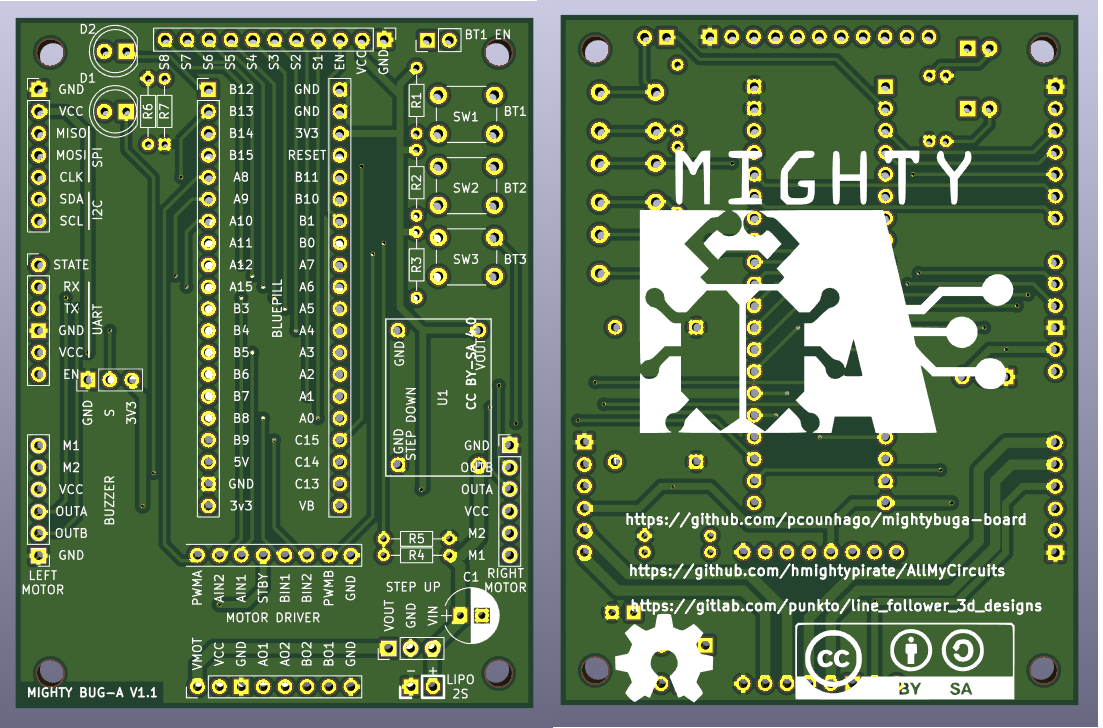 D2
S8 S7 S6 S5 S4 S3 S2 S1 EN VCC GND
BT1 EN
D1
R6 R7
GND
VCC
MISO
MOSI
CLK
SDA
SCL
SPI
I2C
STATE
RX
TX
GND
VCC
EN
UART
GND S 3V3
BUZZER
M1
M2
VCC
OUTA
OUTB
GND
LEFT
MOTOR
B12 GND
B13 GND
B14 3V3
B15 RESET
A8 B11
A9 B10
A10 B1
A11 B0
A12 A7
A15 A6
B3 A5
B4 A4
B5 A3
B6 A2
B7 A1
B8 A0
B9 C15
5V C14
GND C13
3v3 VB
BLUEPILL
R1
SW1 BT1
R2
SW2 BT2
R3
SW3 BT3
GND
VOUT
CC BY-SA 4.0
U1
GND
STEP DOWN
GND
OUTB
OUTA
VCC
M2
M1
RIGHT
MOTOR
R5
R4
STEP UP
C1
VOUT GND VIN
+
PWMA AIN2 AIN1 STBY BIN1 BIN2 PWMB GND
MOTOR DRIVER
VMOT VCC GND AO1 AO2 BO2 BO1 GND
- +
LIPO
2S
MIGHTY BUG-A V1.1
MIGHTY
https://github.com/pcounhago/mightybuga-board
https://github.com/hmightypirate/AllMyCircuits
https://gitlab.com/punkto/line_follower_3d_designs
cc
BY SA